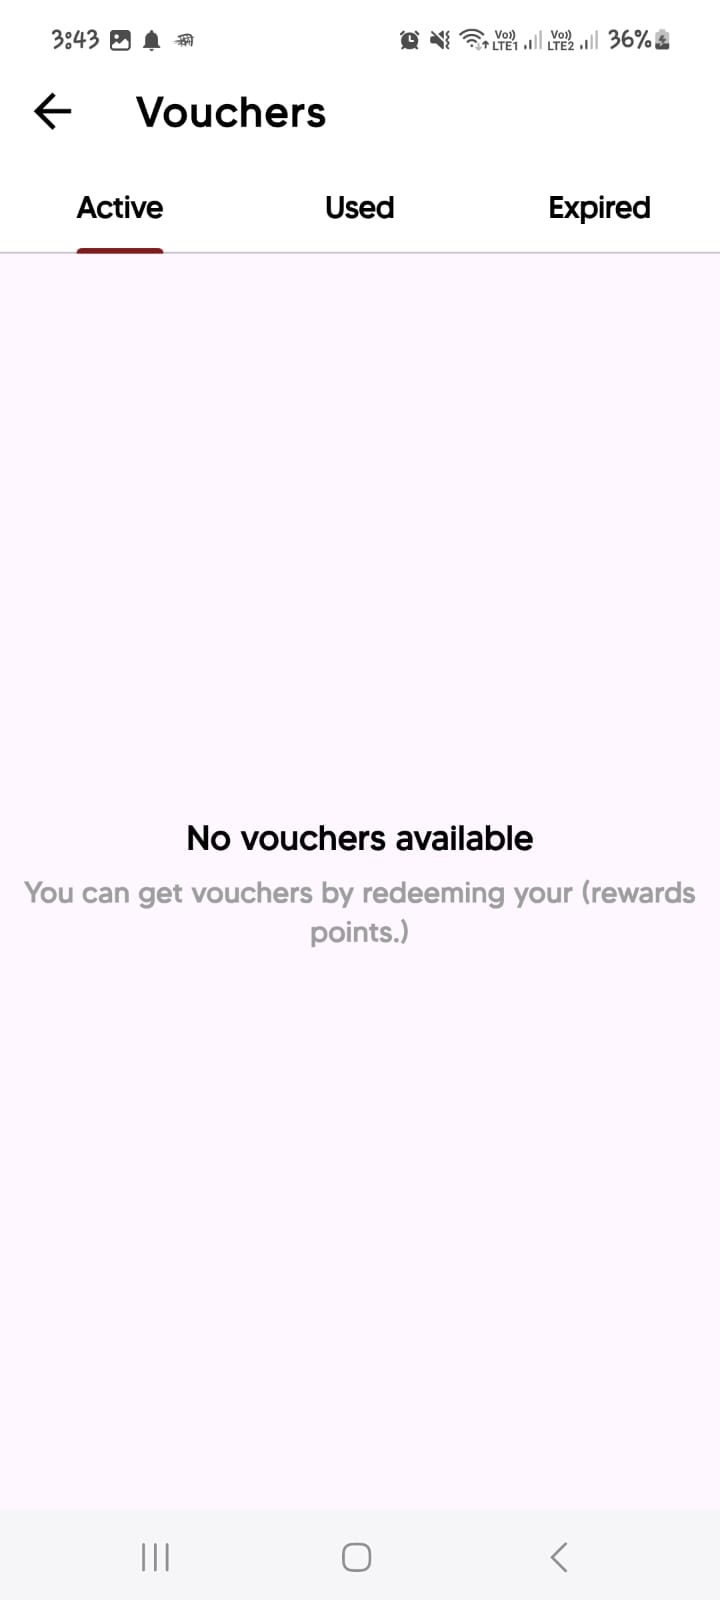 3:43 Vo)) LTE1 Vo)) LTE2 36%
Vouchers
Active Used Expired
No vouchers available
You can get vouchers by redeeming your (rewards
points.)